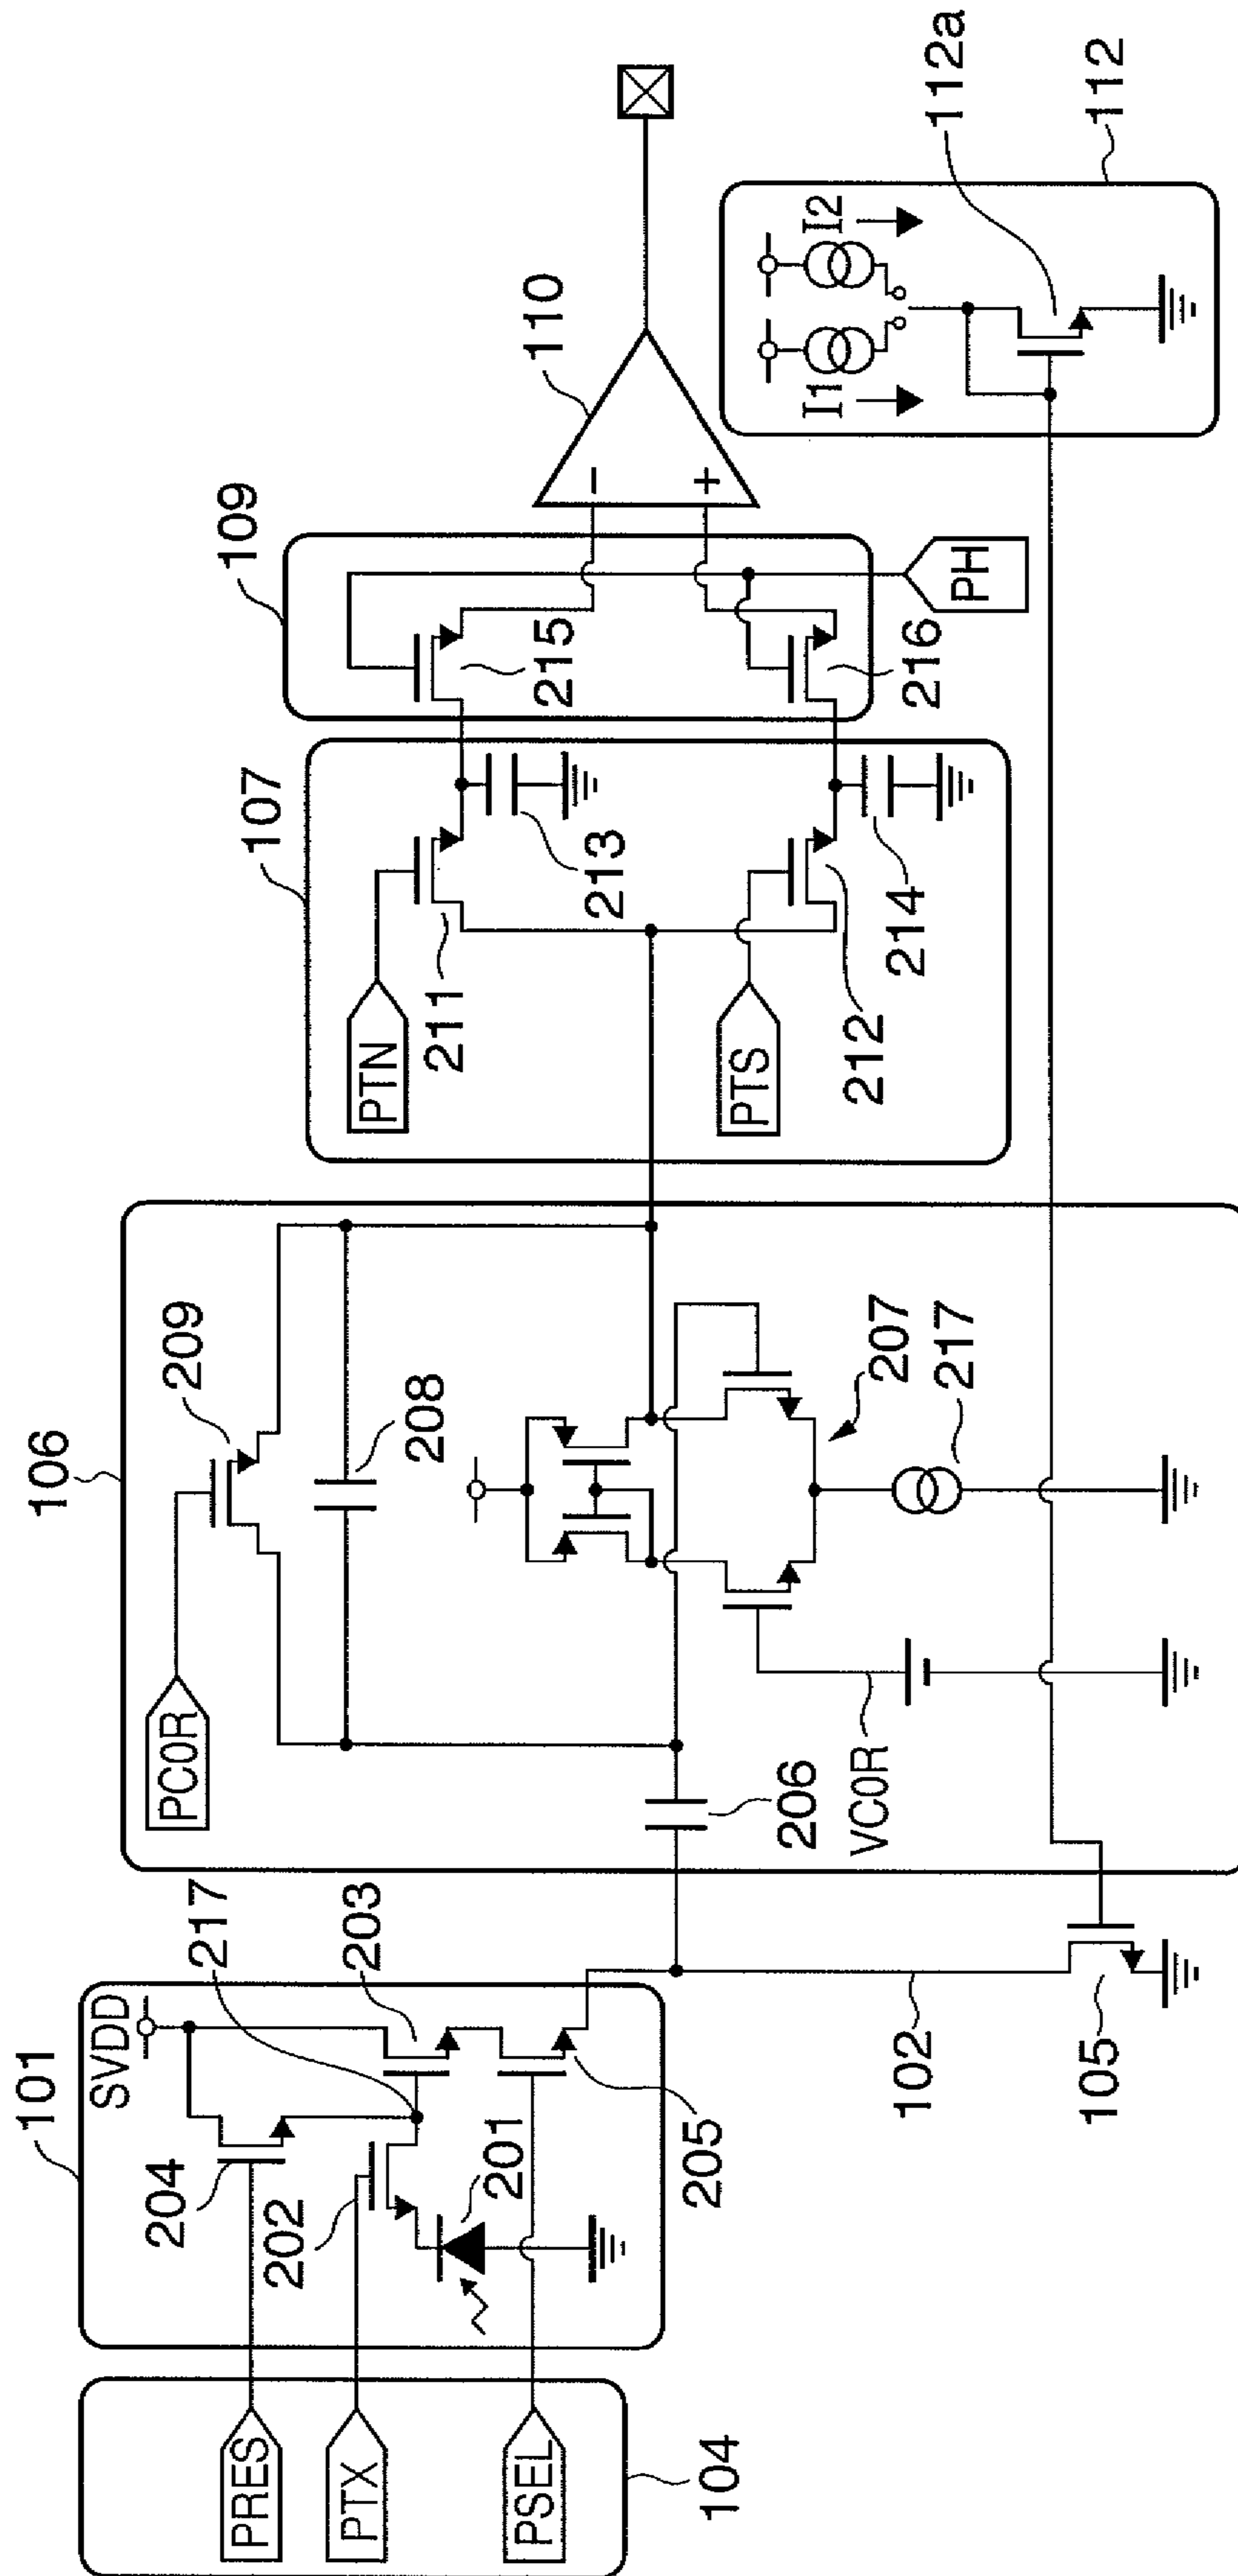 101
SVDD
217
203
204
202
201
205
PRES
PTX
PSEL
104
102
105
106
PC0R
209
208
206
VC0R
207
217
107
PTN
211
213
PTS
212
214
109
215
216
PH
110
−
+
I1
I2
112a
112